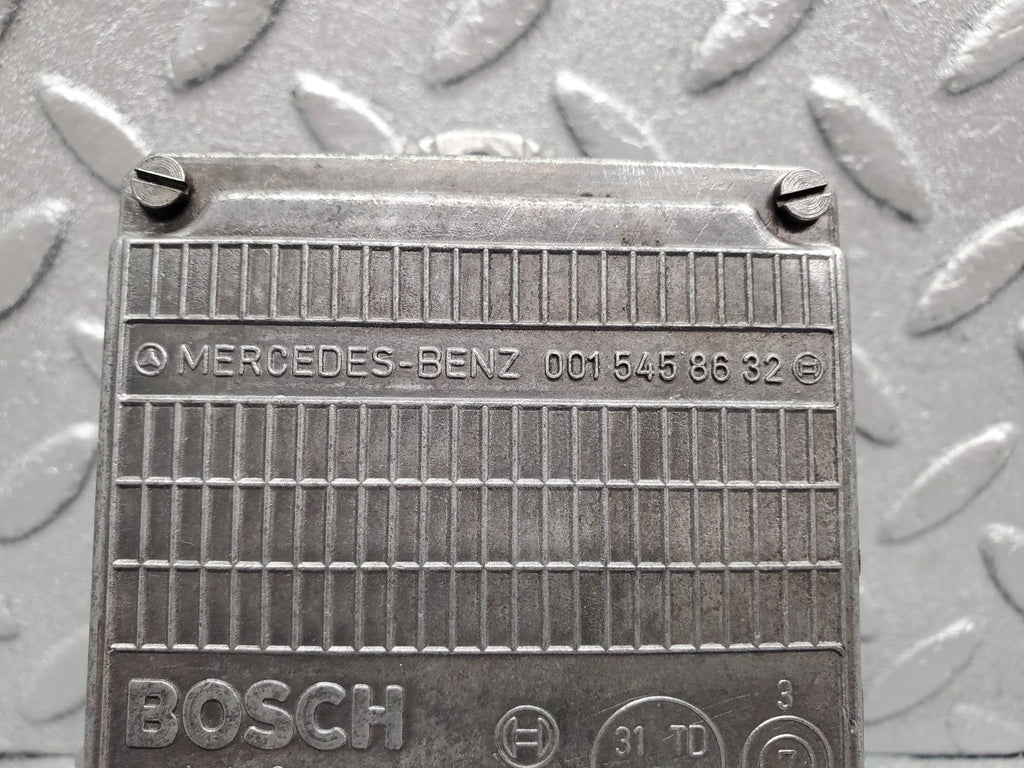 MERCEDES-BENZ 001 545 86 32
3
BOSCH 31 TD